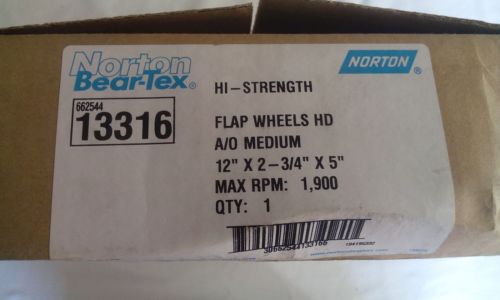 Norton
Bear-Tex®
NORTON®
662544
13316
HI-STRENGTH
FLAP WHEELS HD
A/O MEDIUM
12" X 2-3/4" X 5"
MAX RPM: 1,900
QTY: 1